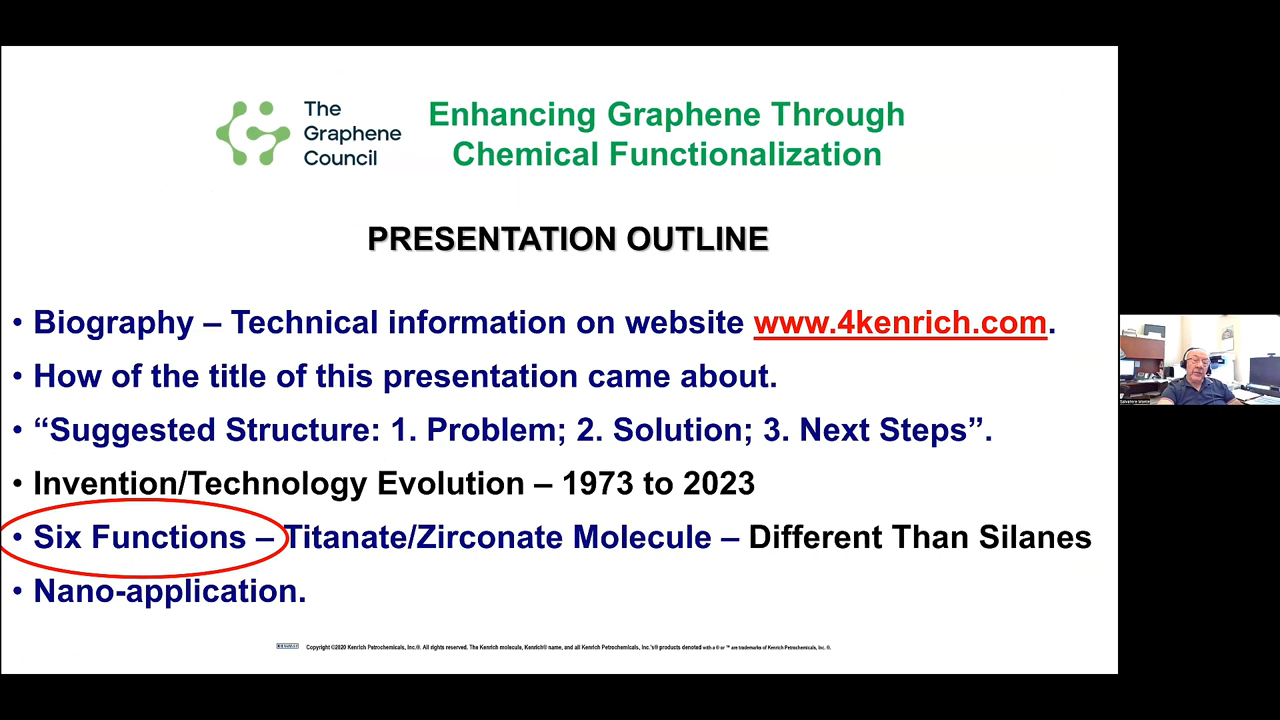 The
Graphene
Council
Enhancing Graphene Through
Chemical Functionalization
PRESENTATION OUTLINE
• Biography – Technical information on website www.4kenrich.com.
• How of the title of this presentation came about.
• “Suggested Structure: 1. Problem; 2. Solution; 3. Next Steps”.
• Invention/Technology Evolution – 1973 to 2023
• Six Functions – Titanate/Zirconate Molecule – Different Than Silanes
• Nano-application.
Copyright ©2020 Kenrich Petrochemicals, Inc.®. All rights reserved. The Kenrich molecule, Kenrich® name, and all Kenrich Petrochemicals, Inc.'s® products denoted with a ® or ™ are trademarks of Kenrich Petrochemicals, Inc. ®.
Salvatore Monte